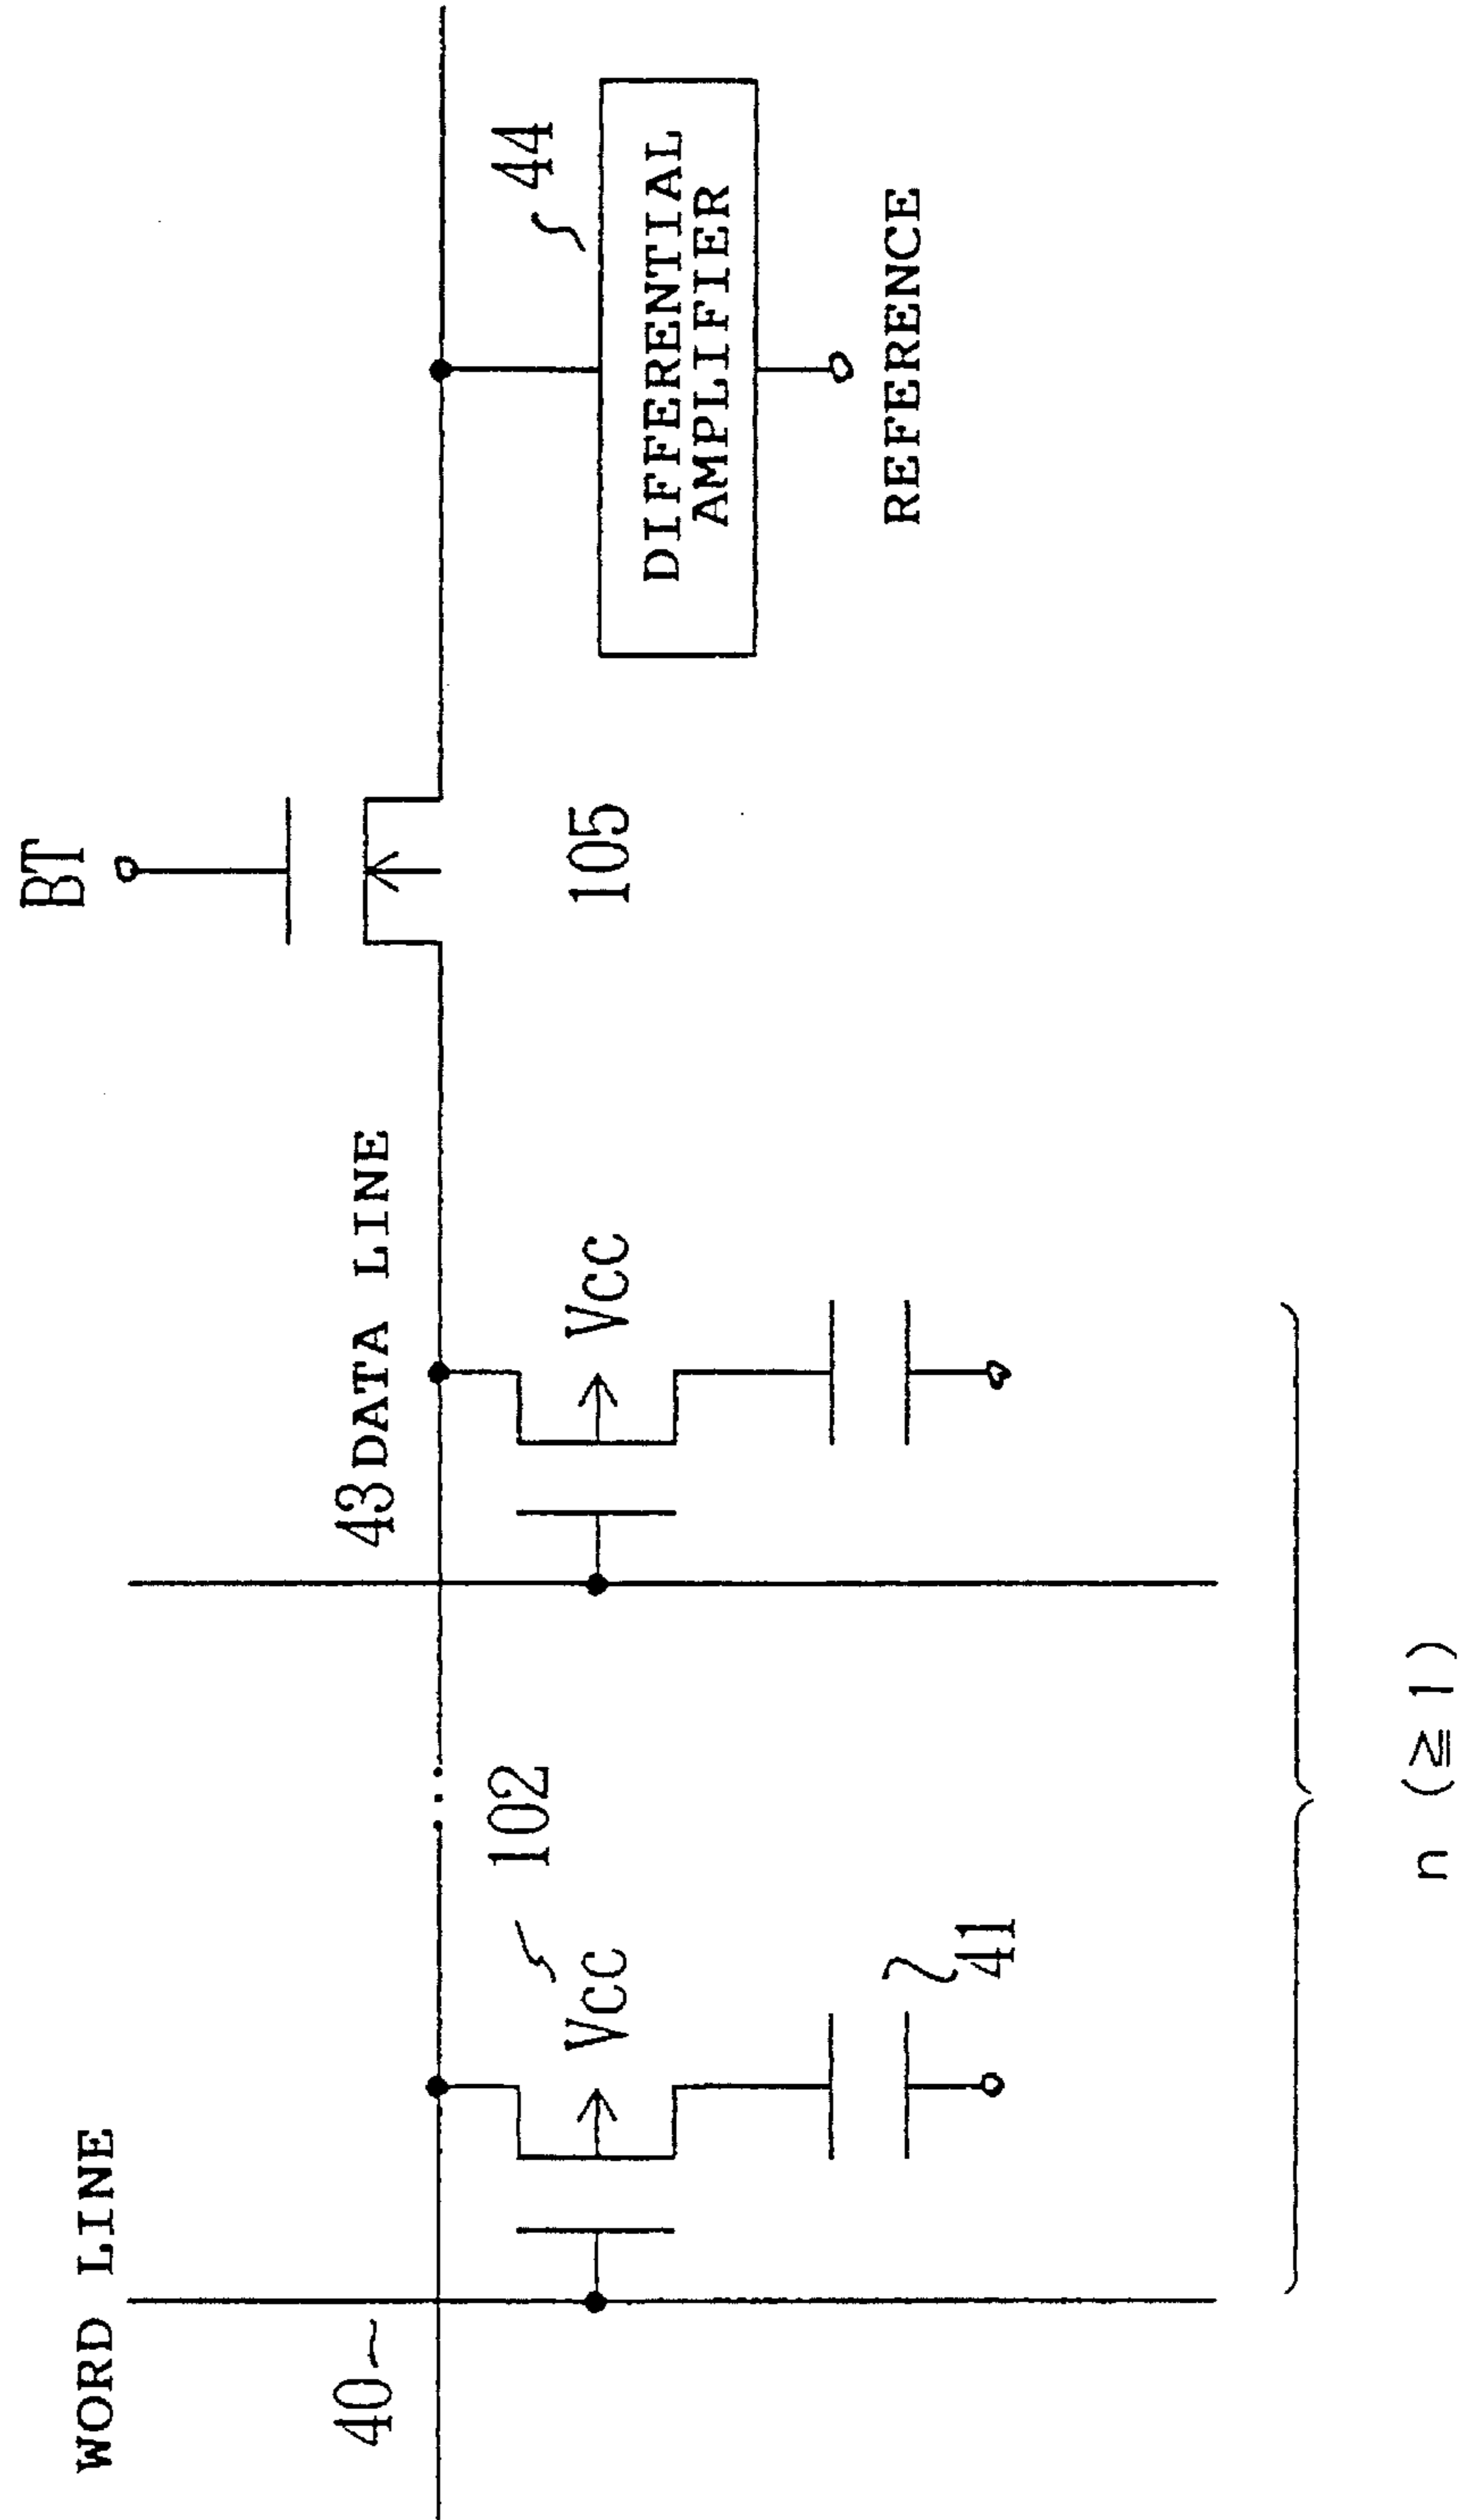 WORD LINE
40
43 DATA LINE
BT
102
Vcc
Vcc
105
44
DIFFERENTIAL
AMPLIFIER
REFERENCE
41
n (≧1)